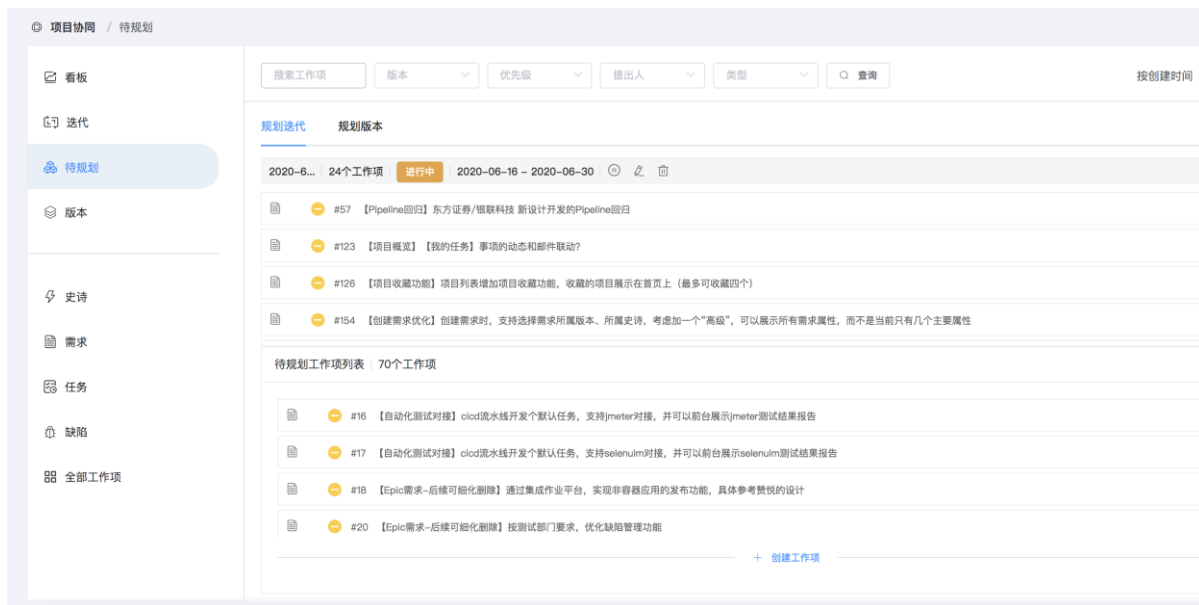 项目协同 / 待规划
看板
迭代
待规划
版本
史诗
需求
任务
缺陷
全部工作项
搜索工作项 版本 优先级 提出人 类型 查询 按创建时间
规划迭代 规划版本
2020-6... 24个工作项 进行中 2020-06-16 - 2020-06-30
#57 【Pipeline回归】东方证券/银联科技 新设计开发的Pipeline回归
#123 【项目概览】【我的任务】事项的动态和邮件联动?
#126 【项目收藏功能】项目列表增加项目收藏功能，收藏的项目展示在首页上（最多可收藏四个）
#154 【创建需求优化】创建需求时，支持选择需求所属版本、所属史诗，考虑加一个“高级”，可以展示所有需求属性，而不是当前只有几个主要属性
待规划工作项列表 70个工作项
#16 【自动化测试对接】cicd流水线开发个默认任务，支持jmeter对接，并可以前台展示jmeter测试结果报告
#17 【自动化测试对接】cicd流水线开发个默认任务，支持selenuim对接，并可以前台展示selenuim测试结果报告
#18 【Epic需求-后续可细化删除】通过集成作业平台，实现非容器应用的发布功能，具体参考赞悦的设计
#20 【Epic需求-后续可细化删除】按测试部门要求，优化缺陷管理功能
＋ 创建工作项